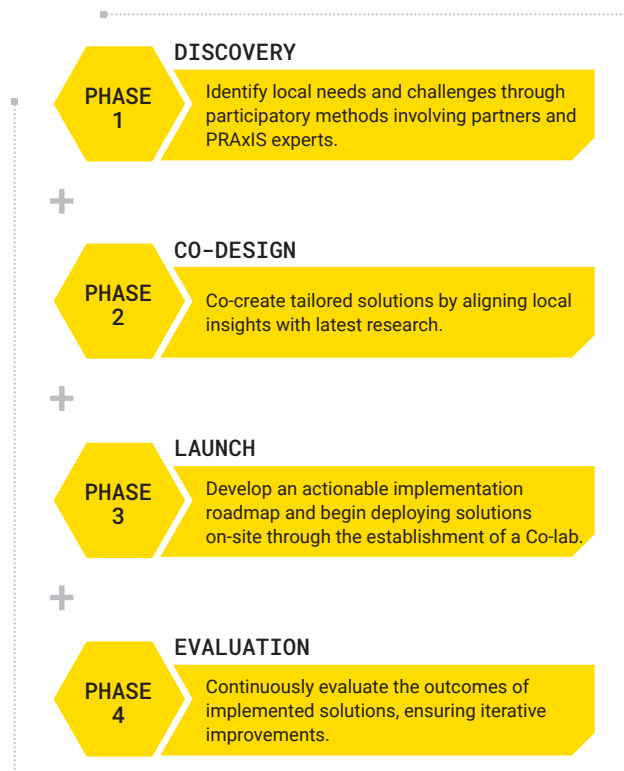 DISCOVERY
PHASE
1
Identify local needs and challenges through
participatory methods involving partners and
PRAxIS experts.
+
CO-DESIGN
PHASE
2
Co-create tailored solutions by aligning local
insights with latest research.
+
LAUNCH
PHASE
3
Develop an actionable implementation
roadmap and begin deploying solutions
on-site through the establishment of a Co-lab.
+
EVALUATION
PHASE
4
Continuously evaluate the outcomes of
implemented solutions, ensuring iterative
improvements.